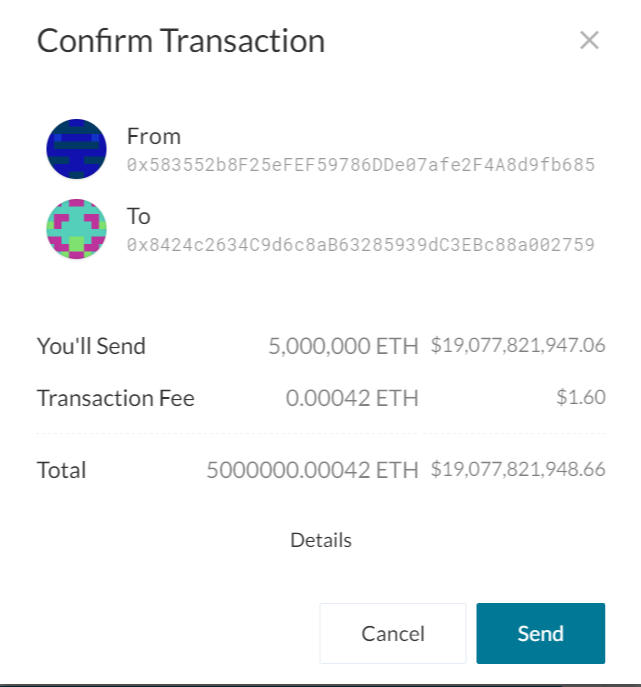 Confirm Transaction
From
0x583552b8F25eFEF59786DDe07afe2F4A8d9fb685
To
0x8424c2634C9d6c8aB63285939dC3EBc88a002759
You'll Send 5,000,000 ETH $19,077,821,947.06
Transaction Fee 0.00042 ETH $1.60
Total 5000000.00042 ETH $19,077,821,948.66
Details
Cancel Send